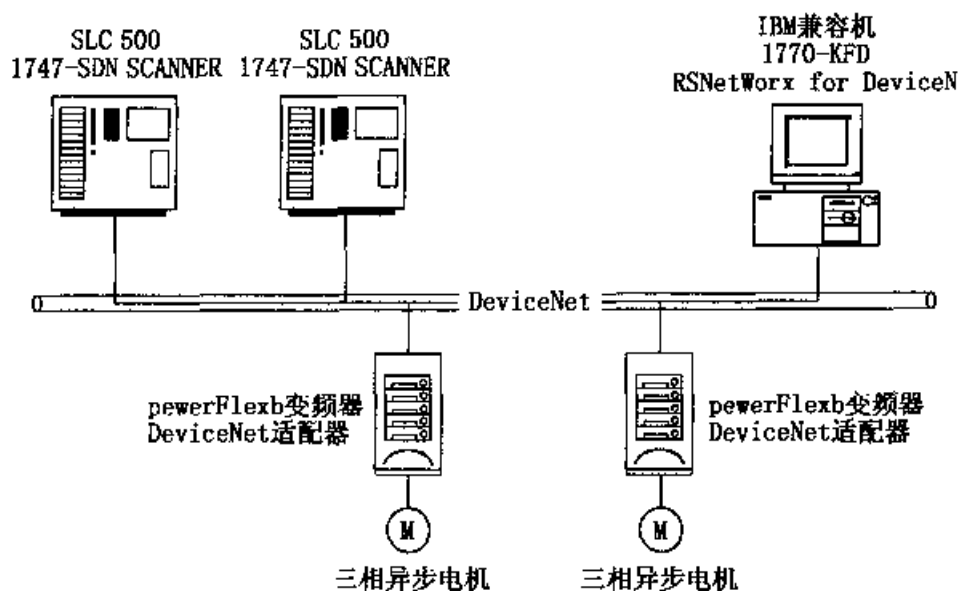 SLC 500
1747-SDN SCANNER
SLC 500
1747-SDN SCANNER
IBM兼容机
1770-KFD
RSNetWorx for DeviceN
DeviceNet
pewerFlexb变频器
DeviceNet适配器
pewerFlexb变频器
DeviceNet适配器
M
M
三相异步电机
三相异步电机